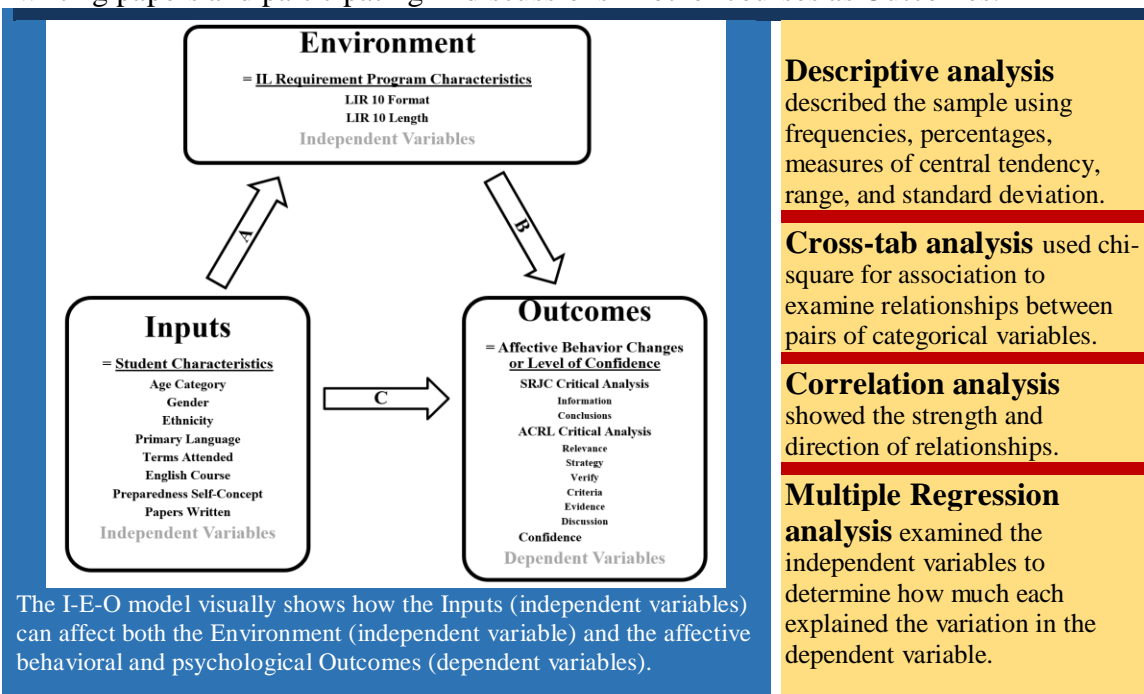 Environment
= IL Requirement Program Characteristics
LIR 10 Format
LIR 10 Length
Independent Variables
A
B
Inputs
= Student Characteristics
Age Category
Gender
Ethnicity
Primary Language
Terms Attended
English Course
Preparedness Self-Concept
Papers Written
Independent Variables
C
Outcomes
= Affective Behavior Changes
or Level of Confidence
SRJC Critical Analysis
Information
Conclusions
ACRL Critical Analysis
Relevance
Strategy
Verify
Criteria
Evidence
Discussion
Confidence
Dependent Variables
The I-E-O model visually shows how the Inputs (independent variables)
can affect both the Environment (independent variable) and the affective
behavioral and psychological Outcomes (dependent variables).
Descriptive analysis
described the sample using
frequencies, percentages,
measures of central tendency,
range, and standard deviation.
Cross-tab analysis used chi-
square for association to
examine relationships between
pairs of categorical variables.
Correlation analysis
showed the strength and
direction of relationships.
Multiple Regression
analysis examined the
independent variables to
determine how much each
explained the variation in the
dependent variable.